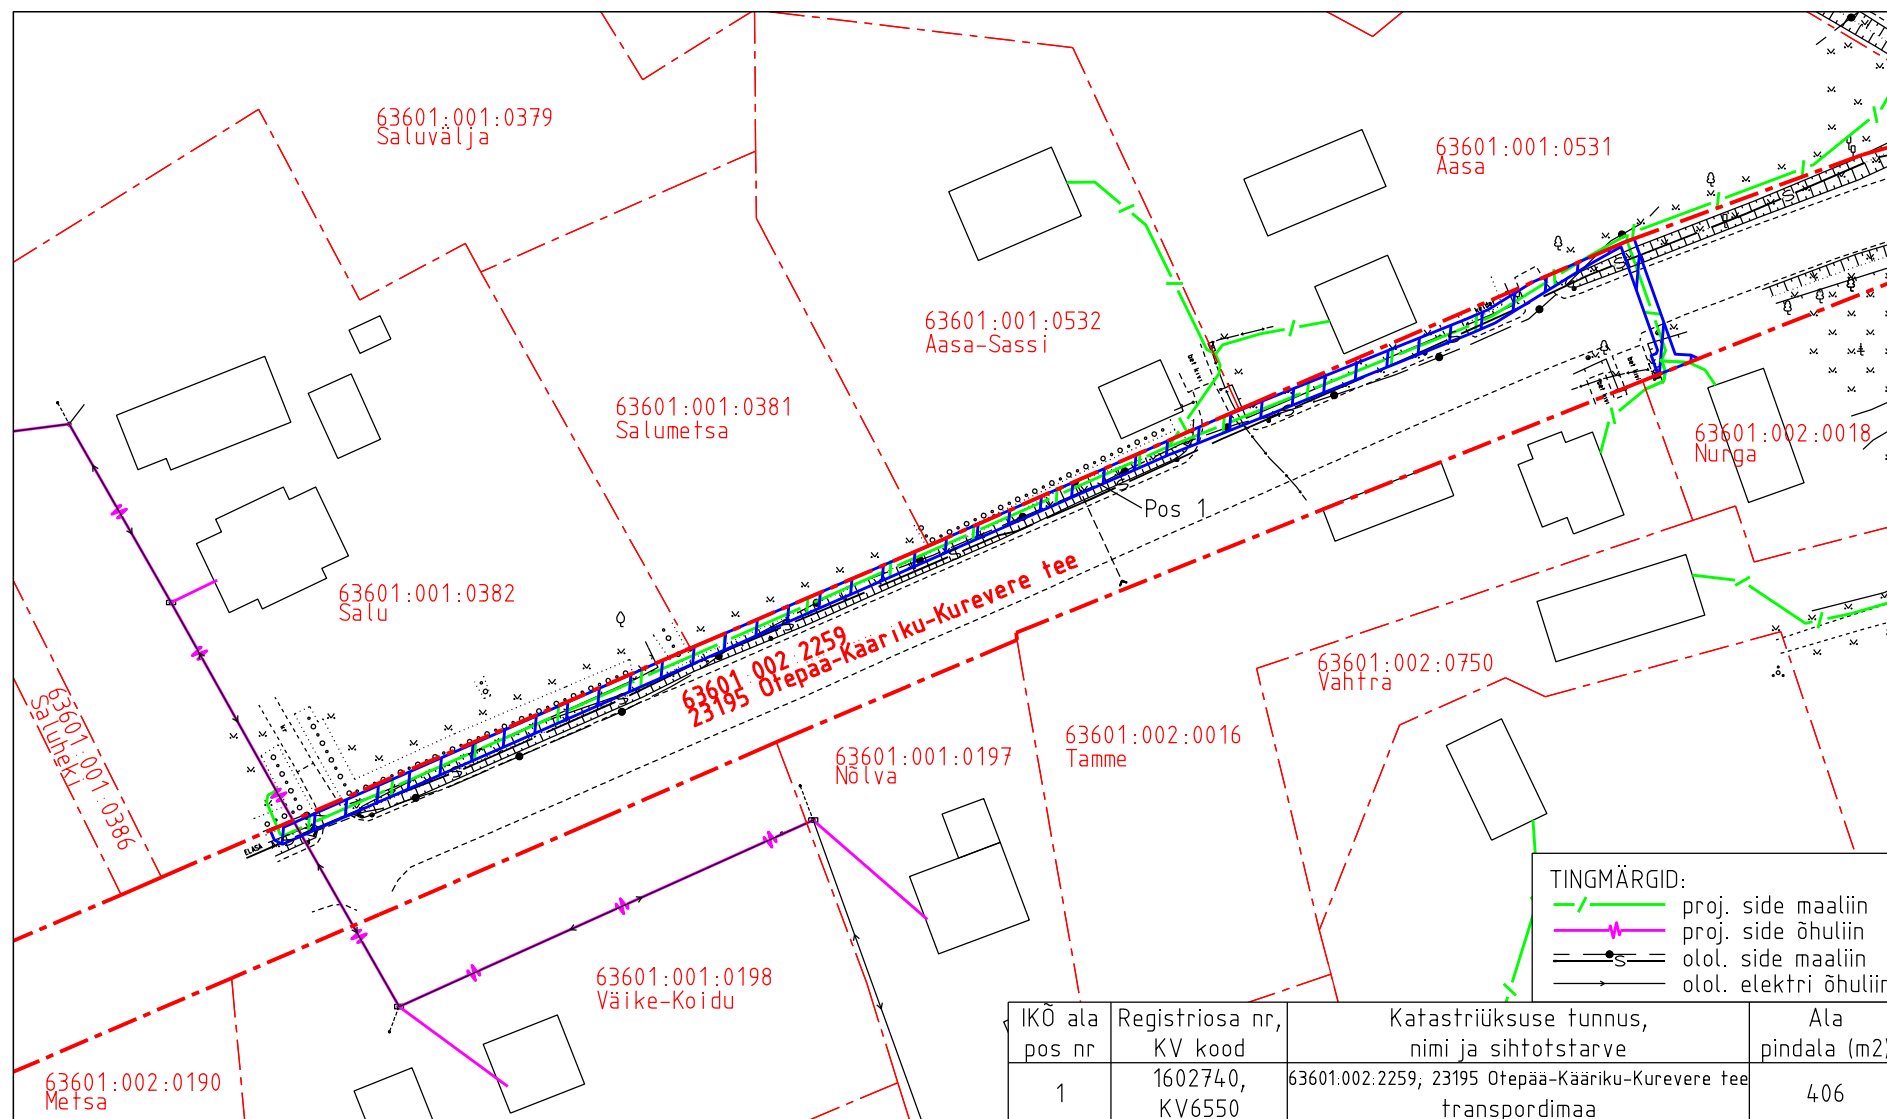 63601:001:0379
Saluvälja
63601:001:0531
Aasa
63601:001:0532
Aasa-Sassi
63601:001:0381
Salumetsa
63601:002:0018
Nurga
Pos 1
63601:001:0382
Salu
63601 002 2259
23195 Otepää-Kääriku-Kurevere tee
63601:002:0750
Vahtra
63601:001:0386
Saluheki
63601:001:0197
Nõlva
63601:002:0016
Tamme
ELASA
63601:001:0198
Väike-Koidu
63601:002:0190
Metsa
TINGMÄRGID:
proj. side maaliin
proj. side õhuliin
olol. side maaliin
olol. elektri õhuliin
S
IKÕ ala
pos nr
Registriosa nr,
KV kood
Katastriüksuse tunnus,
nimi ja sihtotstarve
Ala
pindala (m2)
1
1602740,
KV6550
63601:002:2259; 23195 Otepää-Kääriku-Kurevere tee
transpordimaa
406